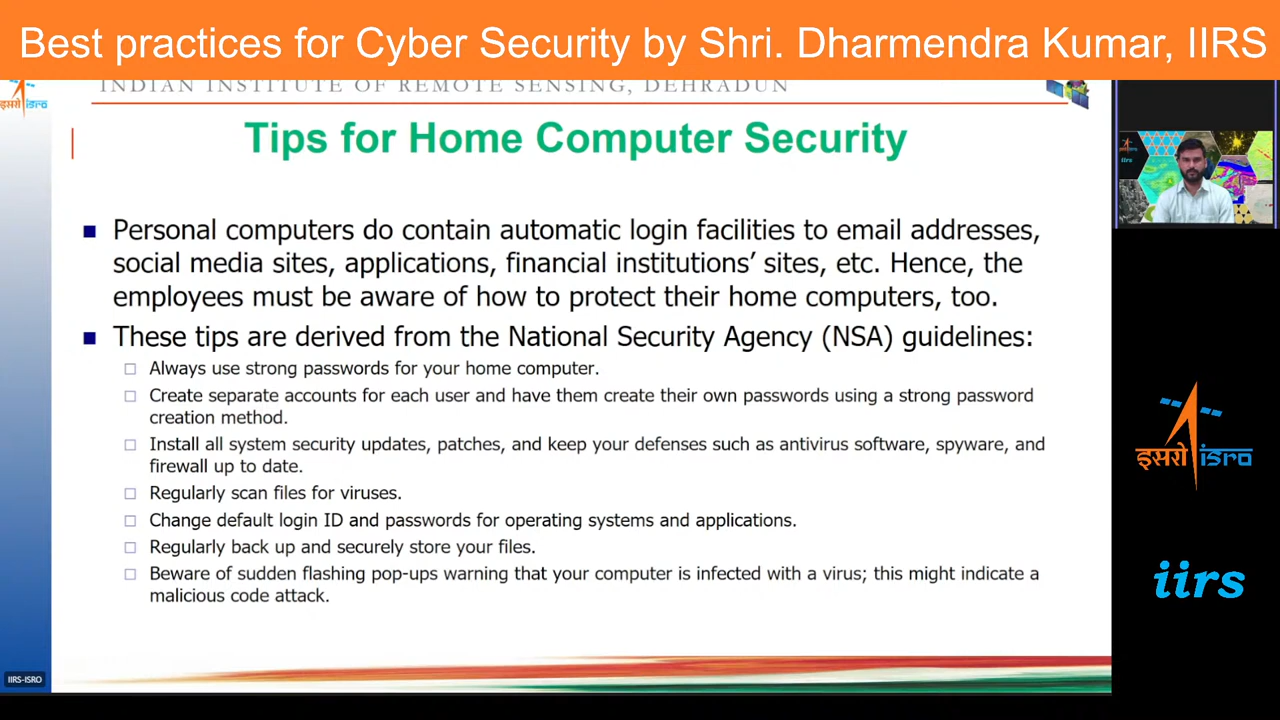 Best practices for Cyber Security by Shri. Dharmendra Kumar, IIRS
INDIAN INSTITUTE OF REMOTE SENSING, DEHRADUN
इसरो isro
Tips for Home Computer Security
iirs
Personal computers do contain automatic login facilities to email addresses,
social media sites, applications, financial institutions’ sites, etc. Hence, the
employees must be aware of how to protect their home computers, too.
These tips are derived from the National Security Agency (NSA) guidelines:
Always use strong passwords for your home computer.
Create separate accounts for each user and have them create their own passwords using a strong password
creation method.
Install all system security updates, patches, and keep your defenses such as antivirus software, spyware, and
firewall up to date.
Regularly scan files for viruses.
Change default login ID and passwords for operating systems and applications.
Regularly back up and securely store your files.
Beware of sudden flashing pop-ups warning that your computer is infected with a virus; this might indicate a
malicious code attack.
इसरो isro
iirs
IIRS-ISRO